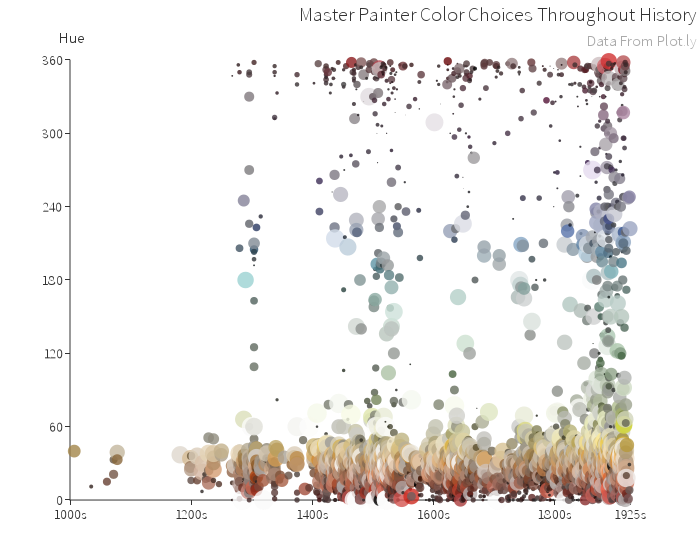 Master Painter Color Choices Throughout History
Data From Plot.ly
Hue
360
300
240
180
120
60
0
1000s 1200s 1400s 1600s 1800s 1925s